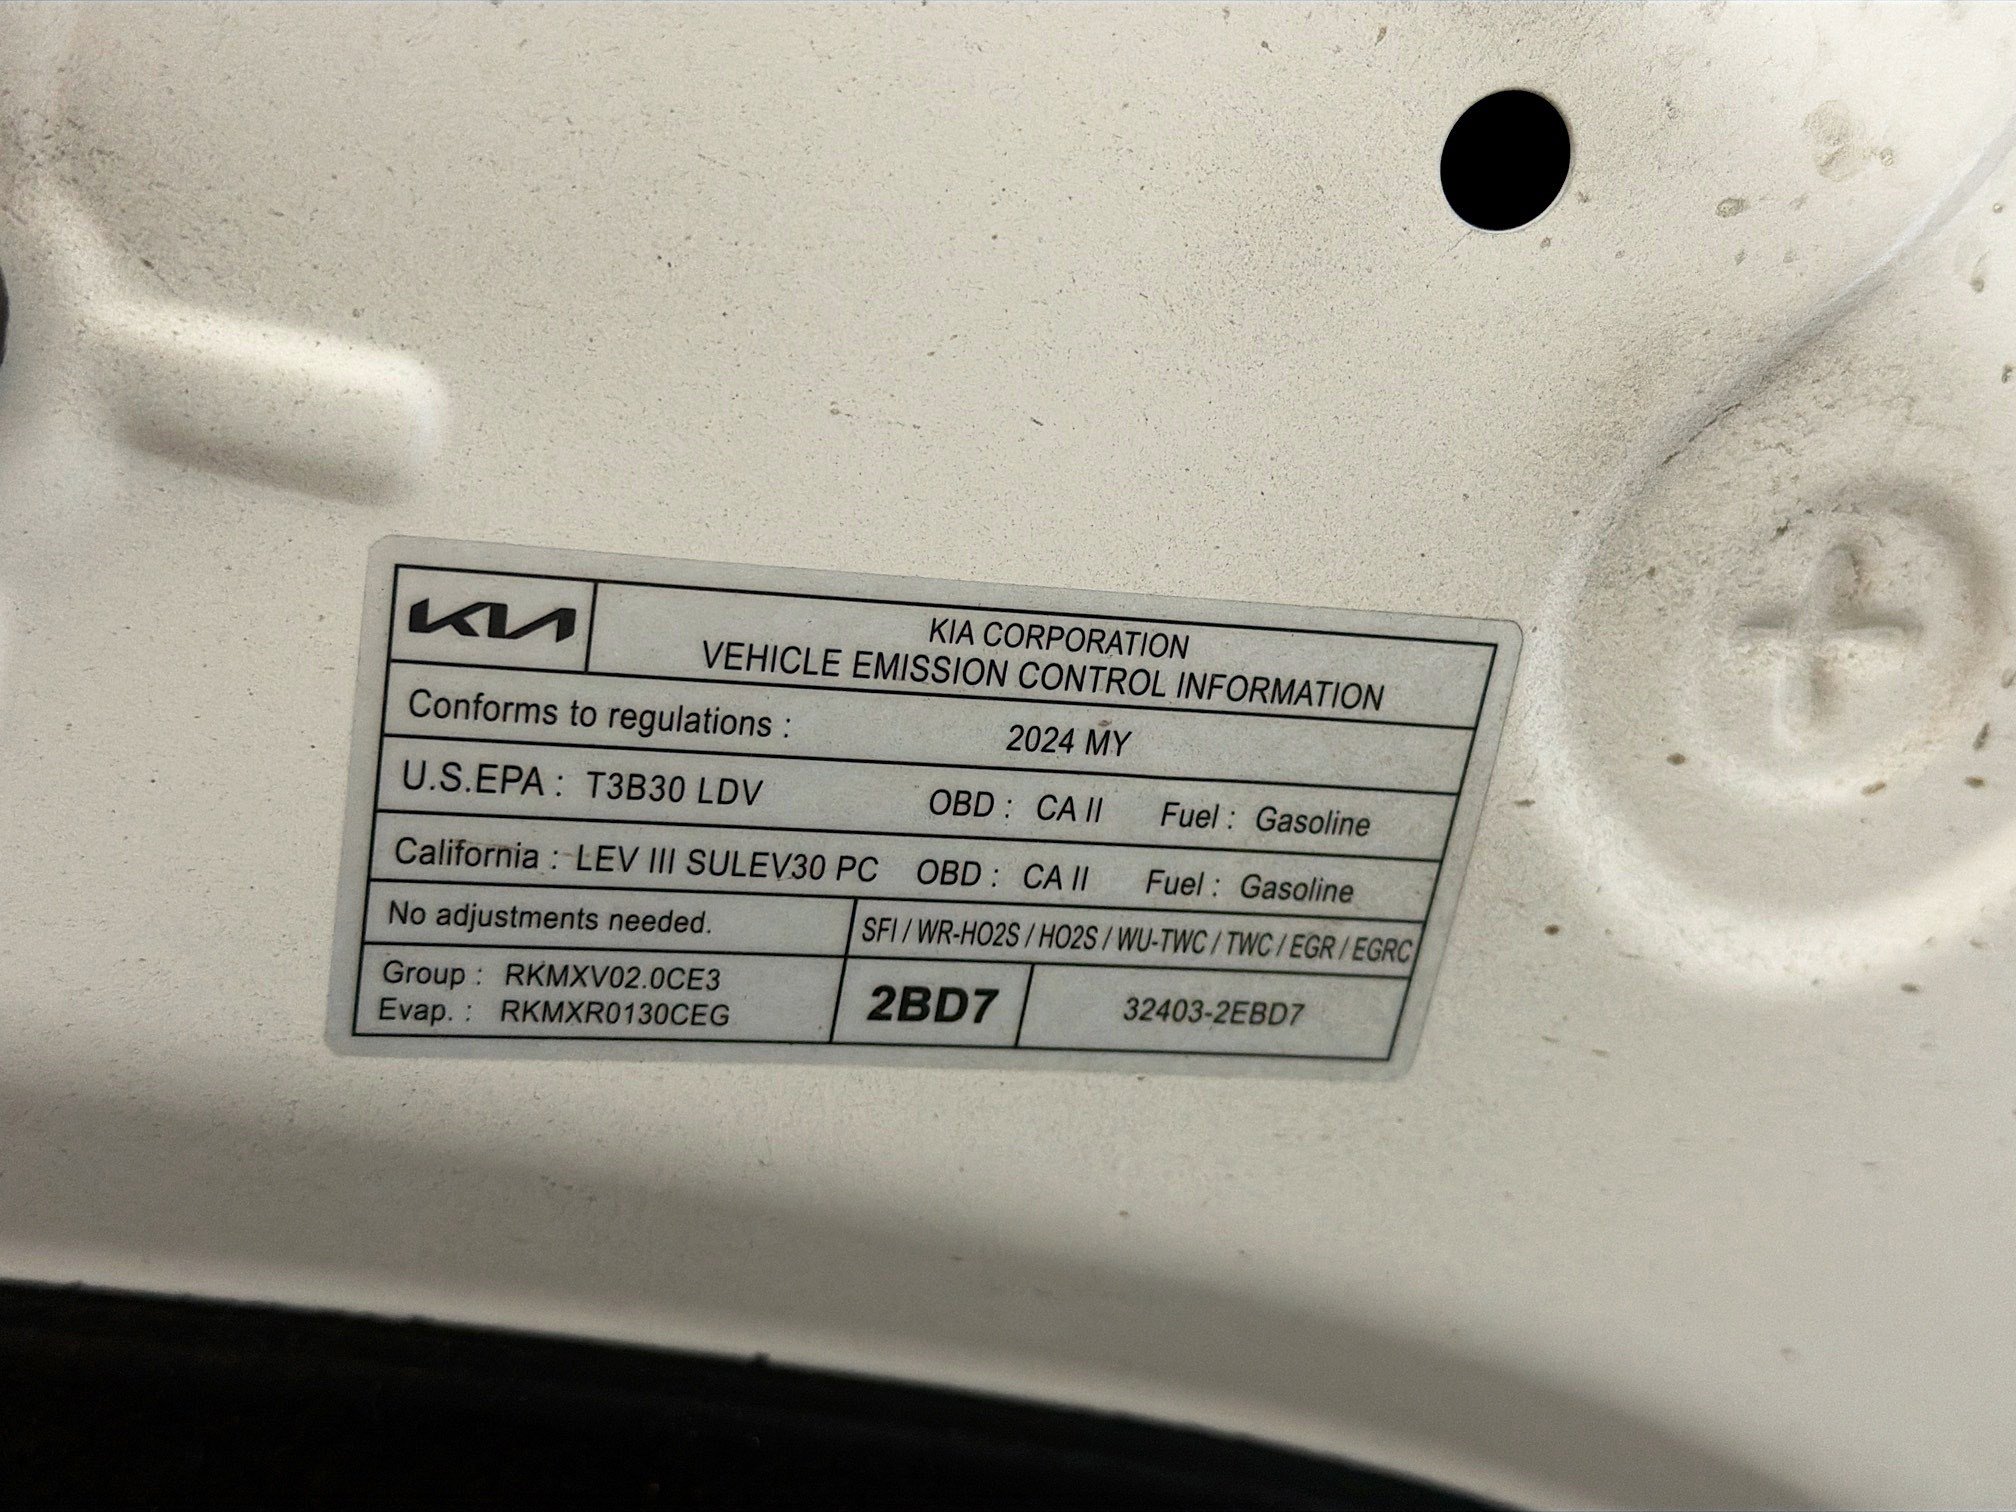 KIA
KIA CORPORATION
VEHICLE EMISSION CONTROL INFORMATION
Conforms to regulations : 2024 MY
U.S.EPA : T3B30 LDV OBD : CA II Fuel : Gasoline
California : LEV III SULEV30 PC OBD : CA II Fuel : Gasoline
No adjustments needed. SFI / WR-HO2S / HO2S / WU-TWC / TWC / EGR / EGRC
Group : RKMXV02.0CE3
Evap. : RKMXR0130CEG
2BD7
32403-2EBD7